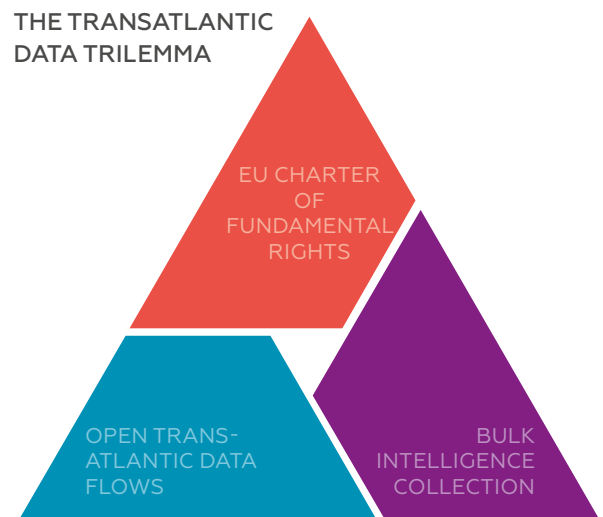 THE TRANSATLANTIC
DATA TRILEMMA
EU CHARTER
OF
FUNDAMENTAL
RIGHTS
OPEN TRANS-
ATLANTIC DATA
FLOWS
BULK
INTELLIGENCE
COLLECTION